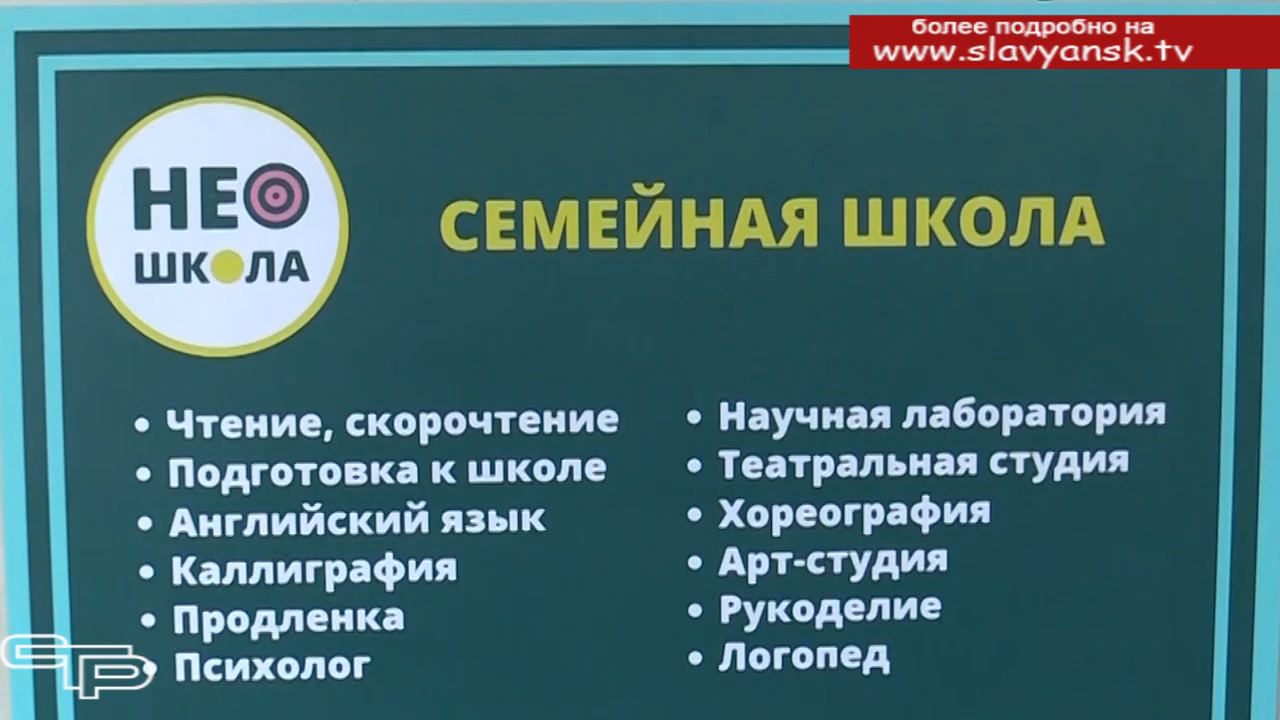 более подробно на
www.slavyansk.tv
НЕО
ШКОЛА
СЕМЕЙНАЯ ШКОЛА
• Чтение, скорочтение
• Подготовка к школе
• Английский язык
• Каллиграфия
• Продленка
• Психолог
• Научная лаборатория
• Театральная студия
• Хореография
• Арт-студия
• Рукоделие
• Логопед